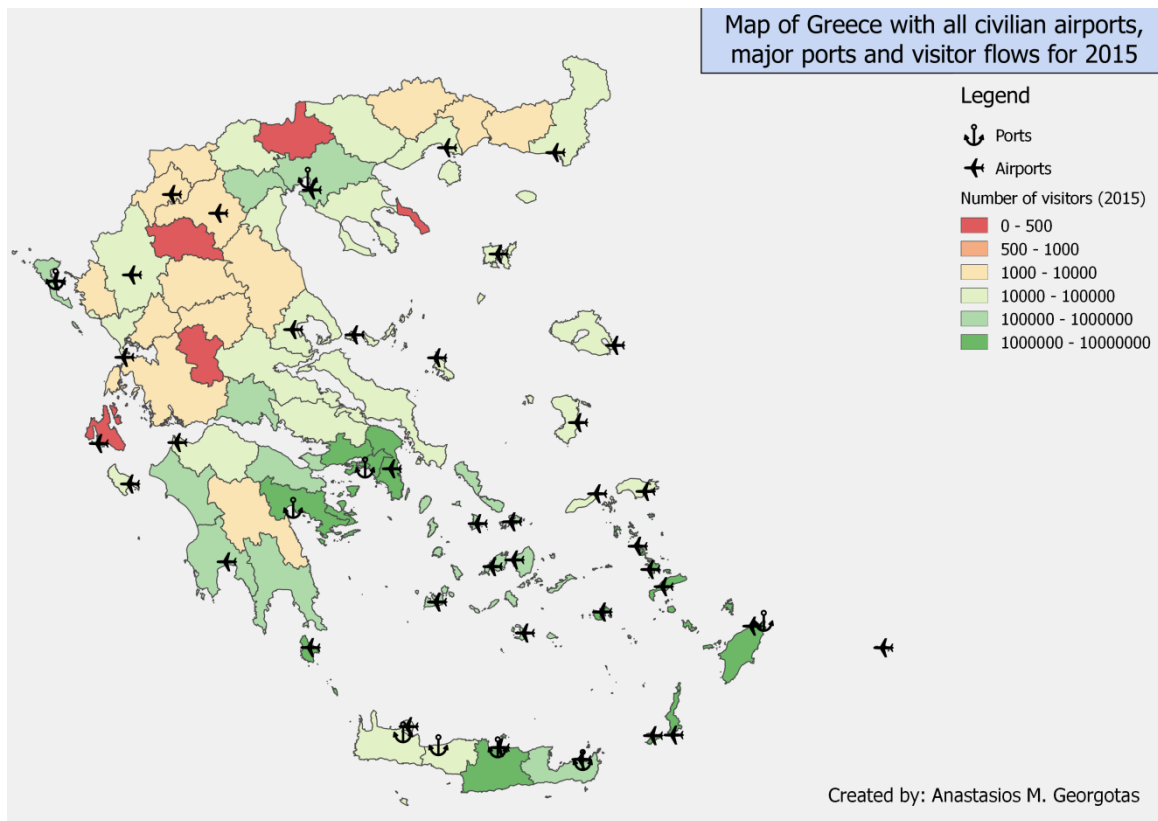 Map of Greece with all civilian airports,
major ports and visitor flows for 2015
Legend
Ports
Airports
Number of visitors (2015)
0 - 500
500 - 1000
1000 - 10000
10000 - 100000
100000 - 1000000
1000000 - 10000000
Created by: Anastasios M. Georgotas